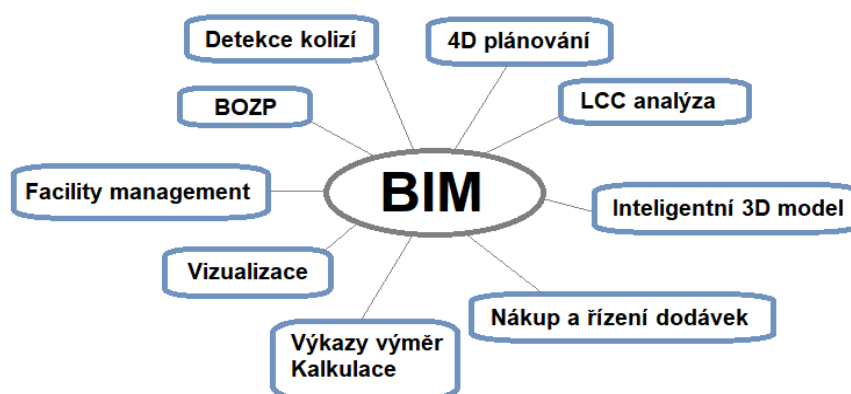 Detekce kolizí
4D plánování
BOZP
LCC analýza
Facility management
BIM
Inteligentní 3D model
Vizualizace
Nákup a řízení dodávek
Výkazy výměr
Kalkulace